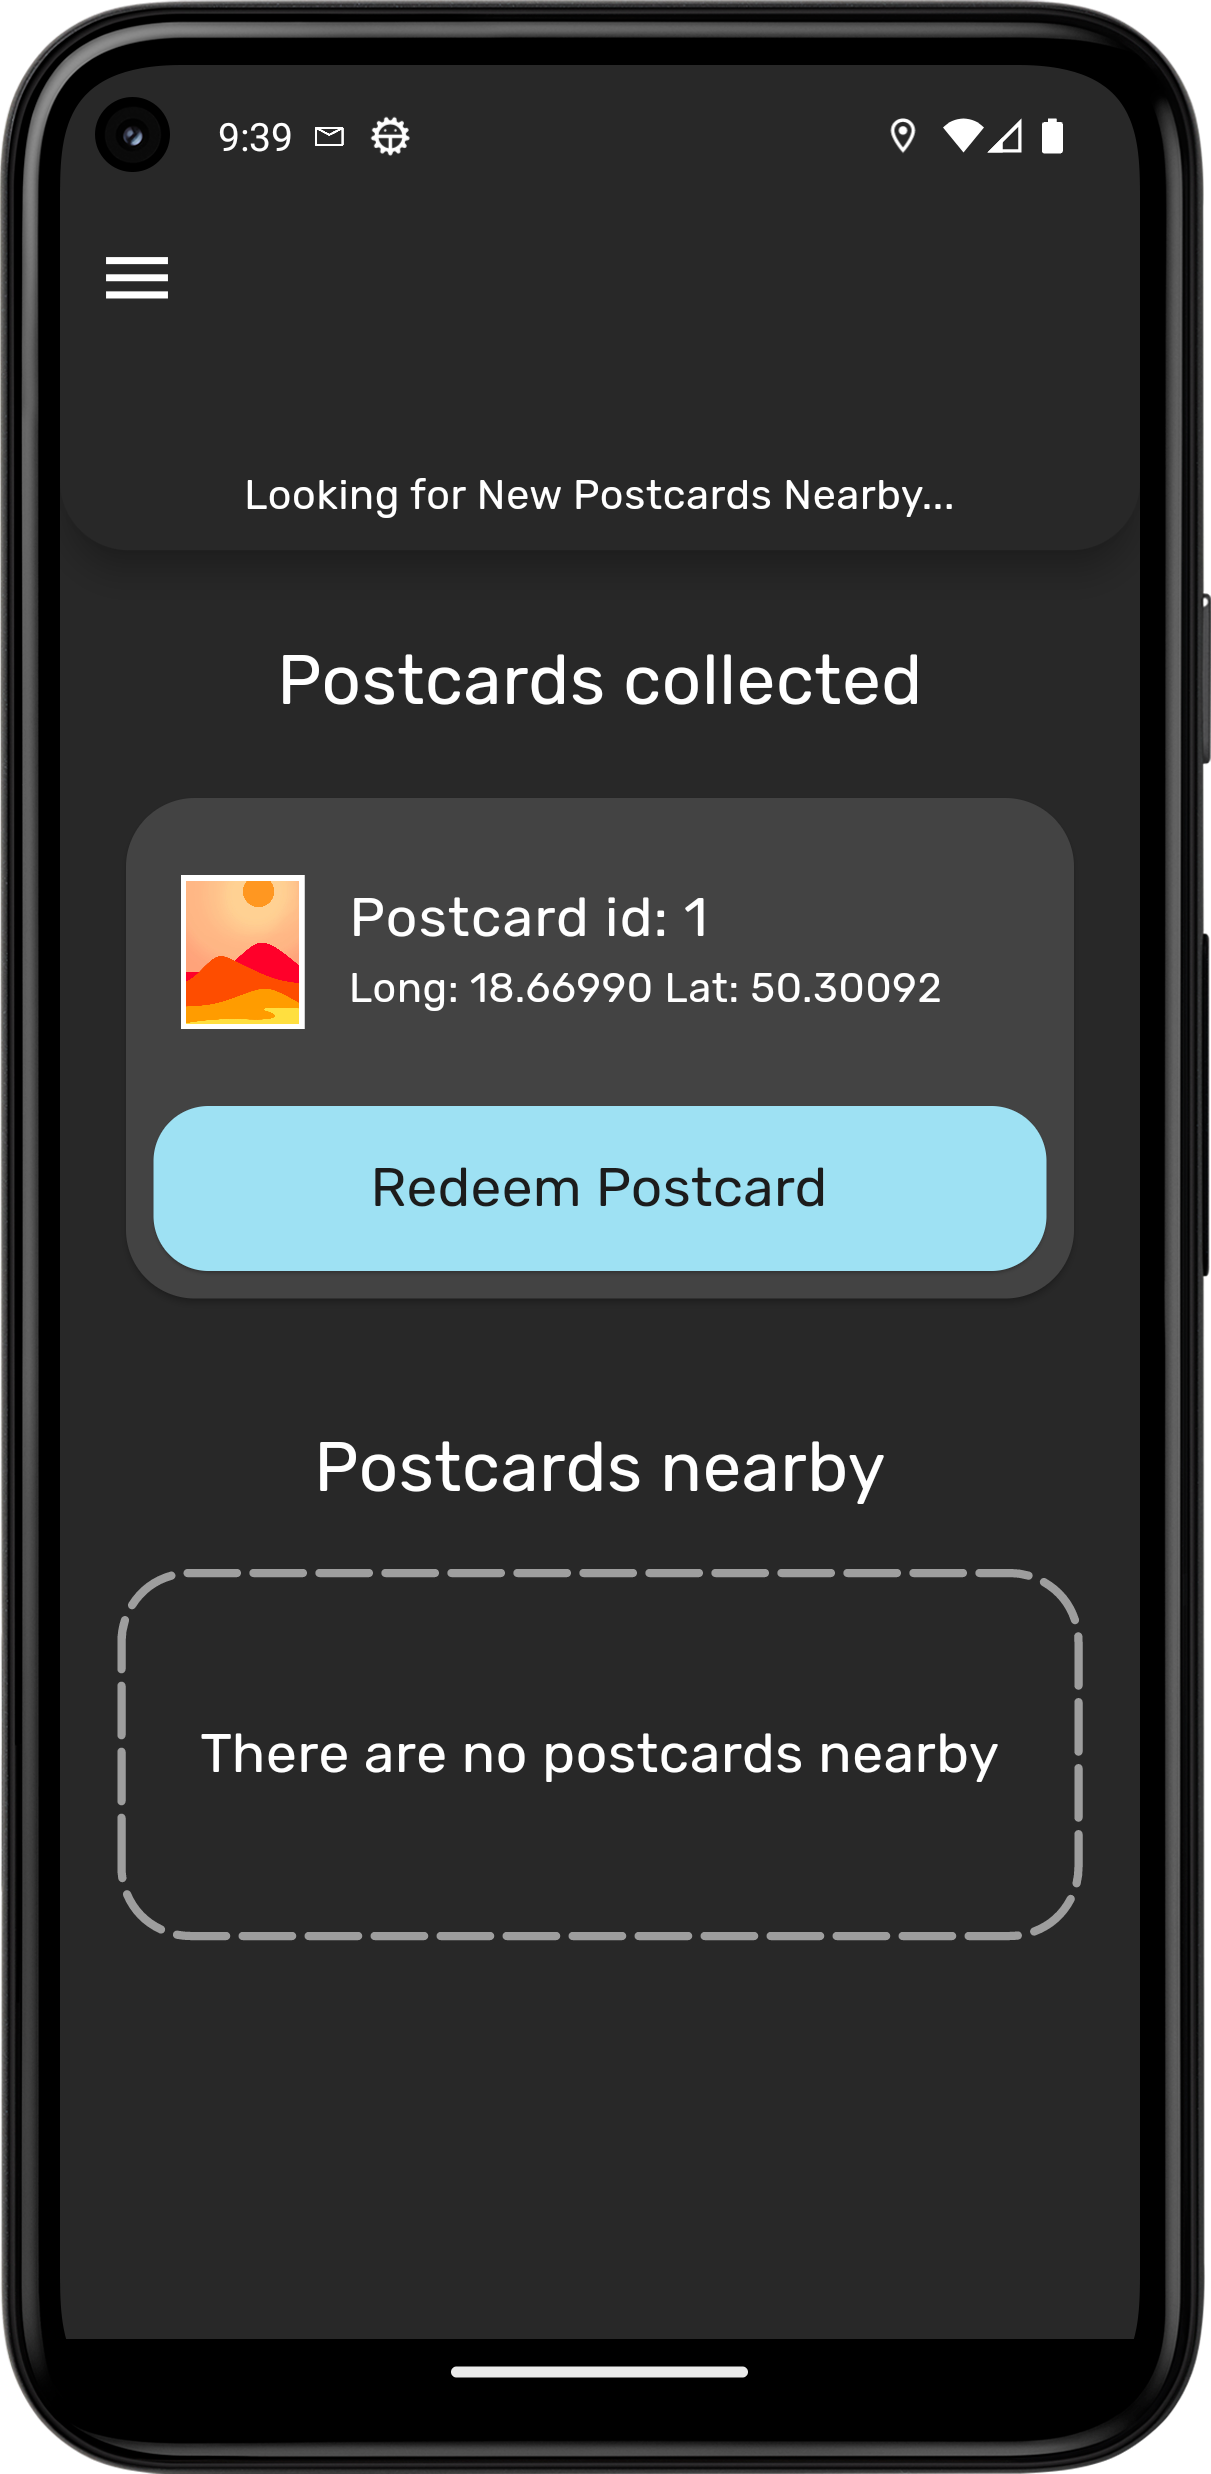 9:39
Looking for New Postcards Nearby...
Postcards collected
Postcard id: 1
Long: 18.66990 Lat: 50.30092
Redeem Postcard
Postcards nearby
There are no postcards nearby